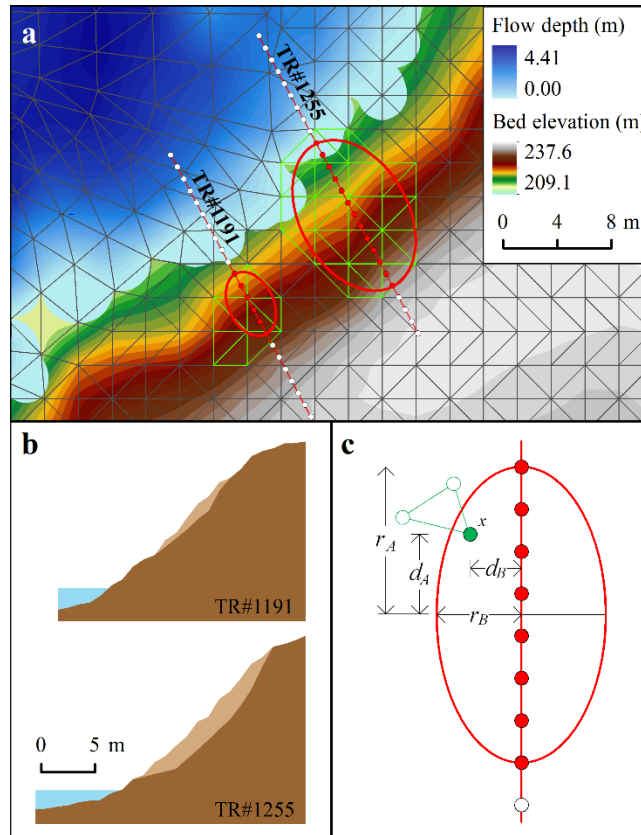 a
TR#1255
TR#1191
Flow depth (m)
4.41
0.00
Bed elevation (m)
237.6
209.1
0 4 8 m
b
TR#1191
0 5 m
TR#1255
c
x
r_A
d_A
d_B
r_B